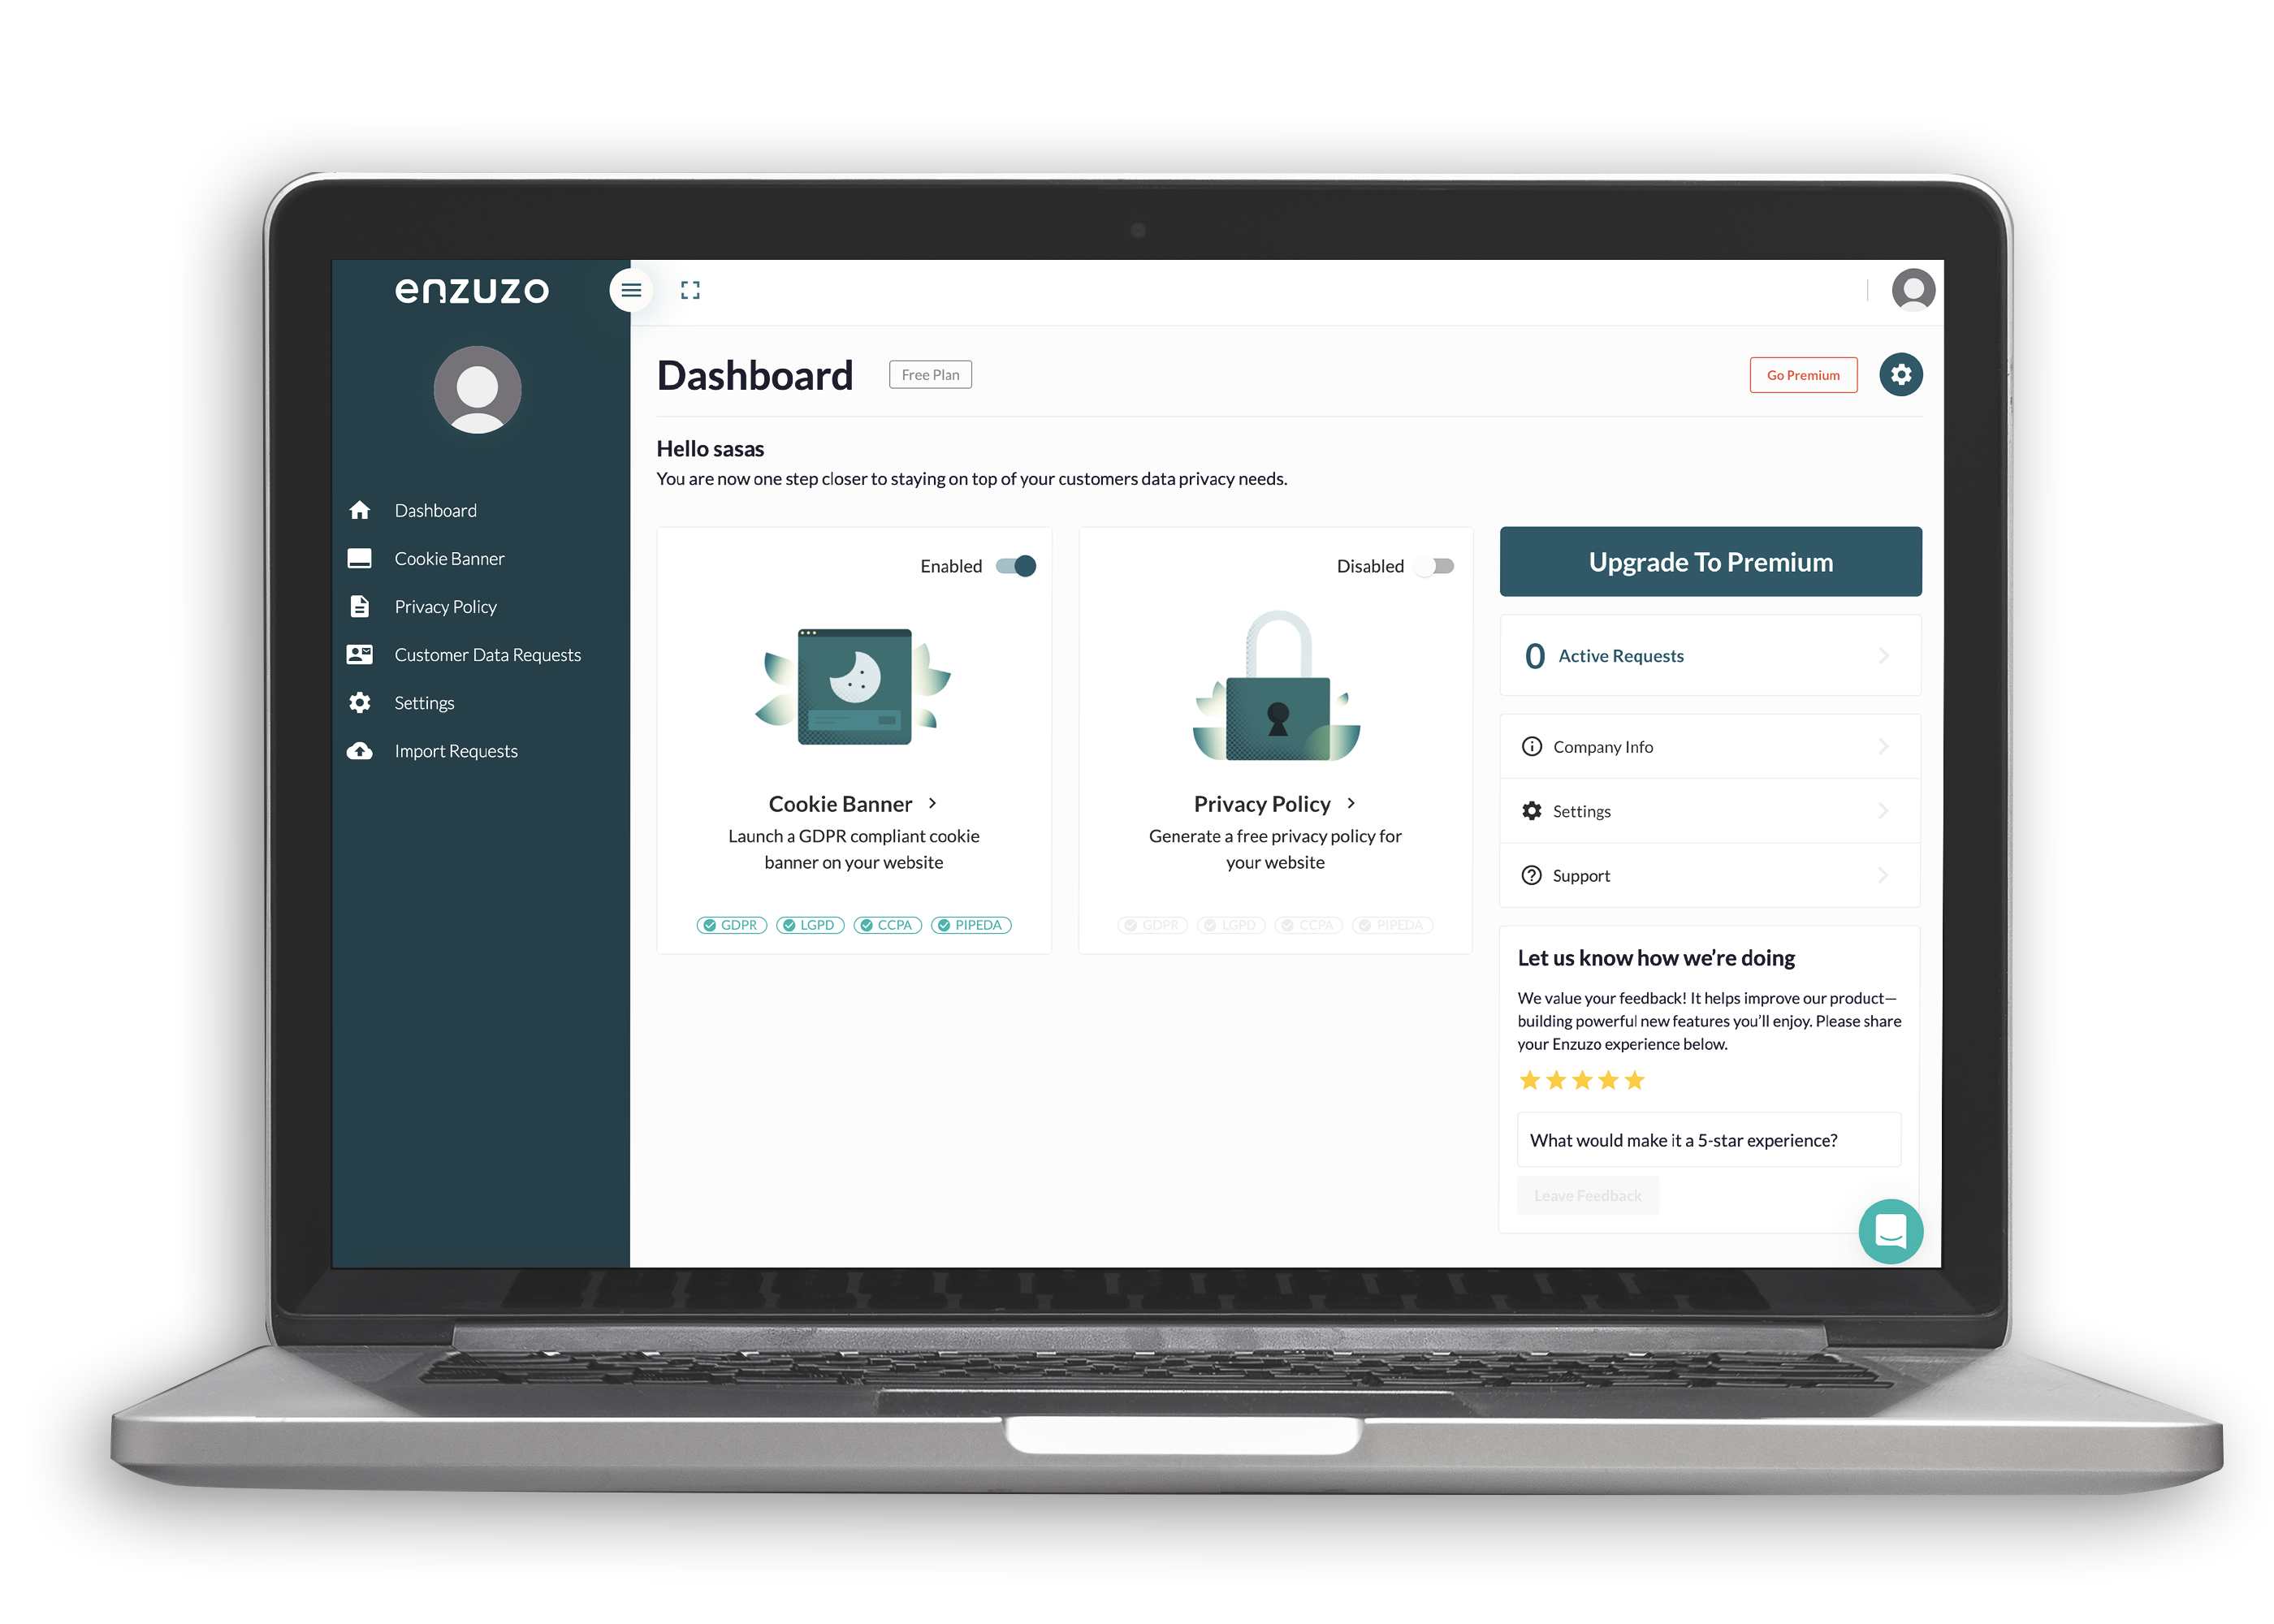 enzuzo
Dashboard
Cookie Banner
Privacy Policy
Customer Data Requests
Settings
Import Requests
Dashboard
Free Plan
Go Premium
Hello sasas
You are now one step closer to staying on top of your customers data privacy needs.
Enabled
Cookie Banner
Launch a GDPR compliant cookie
banner on your website
GDPR LGPD CCPA PIPEDA
Disabled
Privacy Policy
Generate a free privacy policy for
your website
GDPR LGPD CCPA PIPEDA
Upgrade To Premium
0 Active Requests
Company Info
Settings
Support
Let us know how we’re doing
We value your feedback! It helps improve our product—
building powerful new features you’ll enjoy. Please share
your Enzuzo experience below.
What would make it a 5-star experience?
Leave Feedback